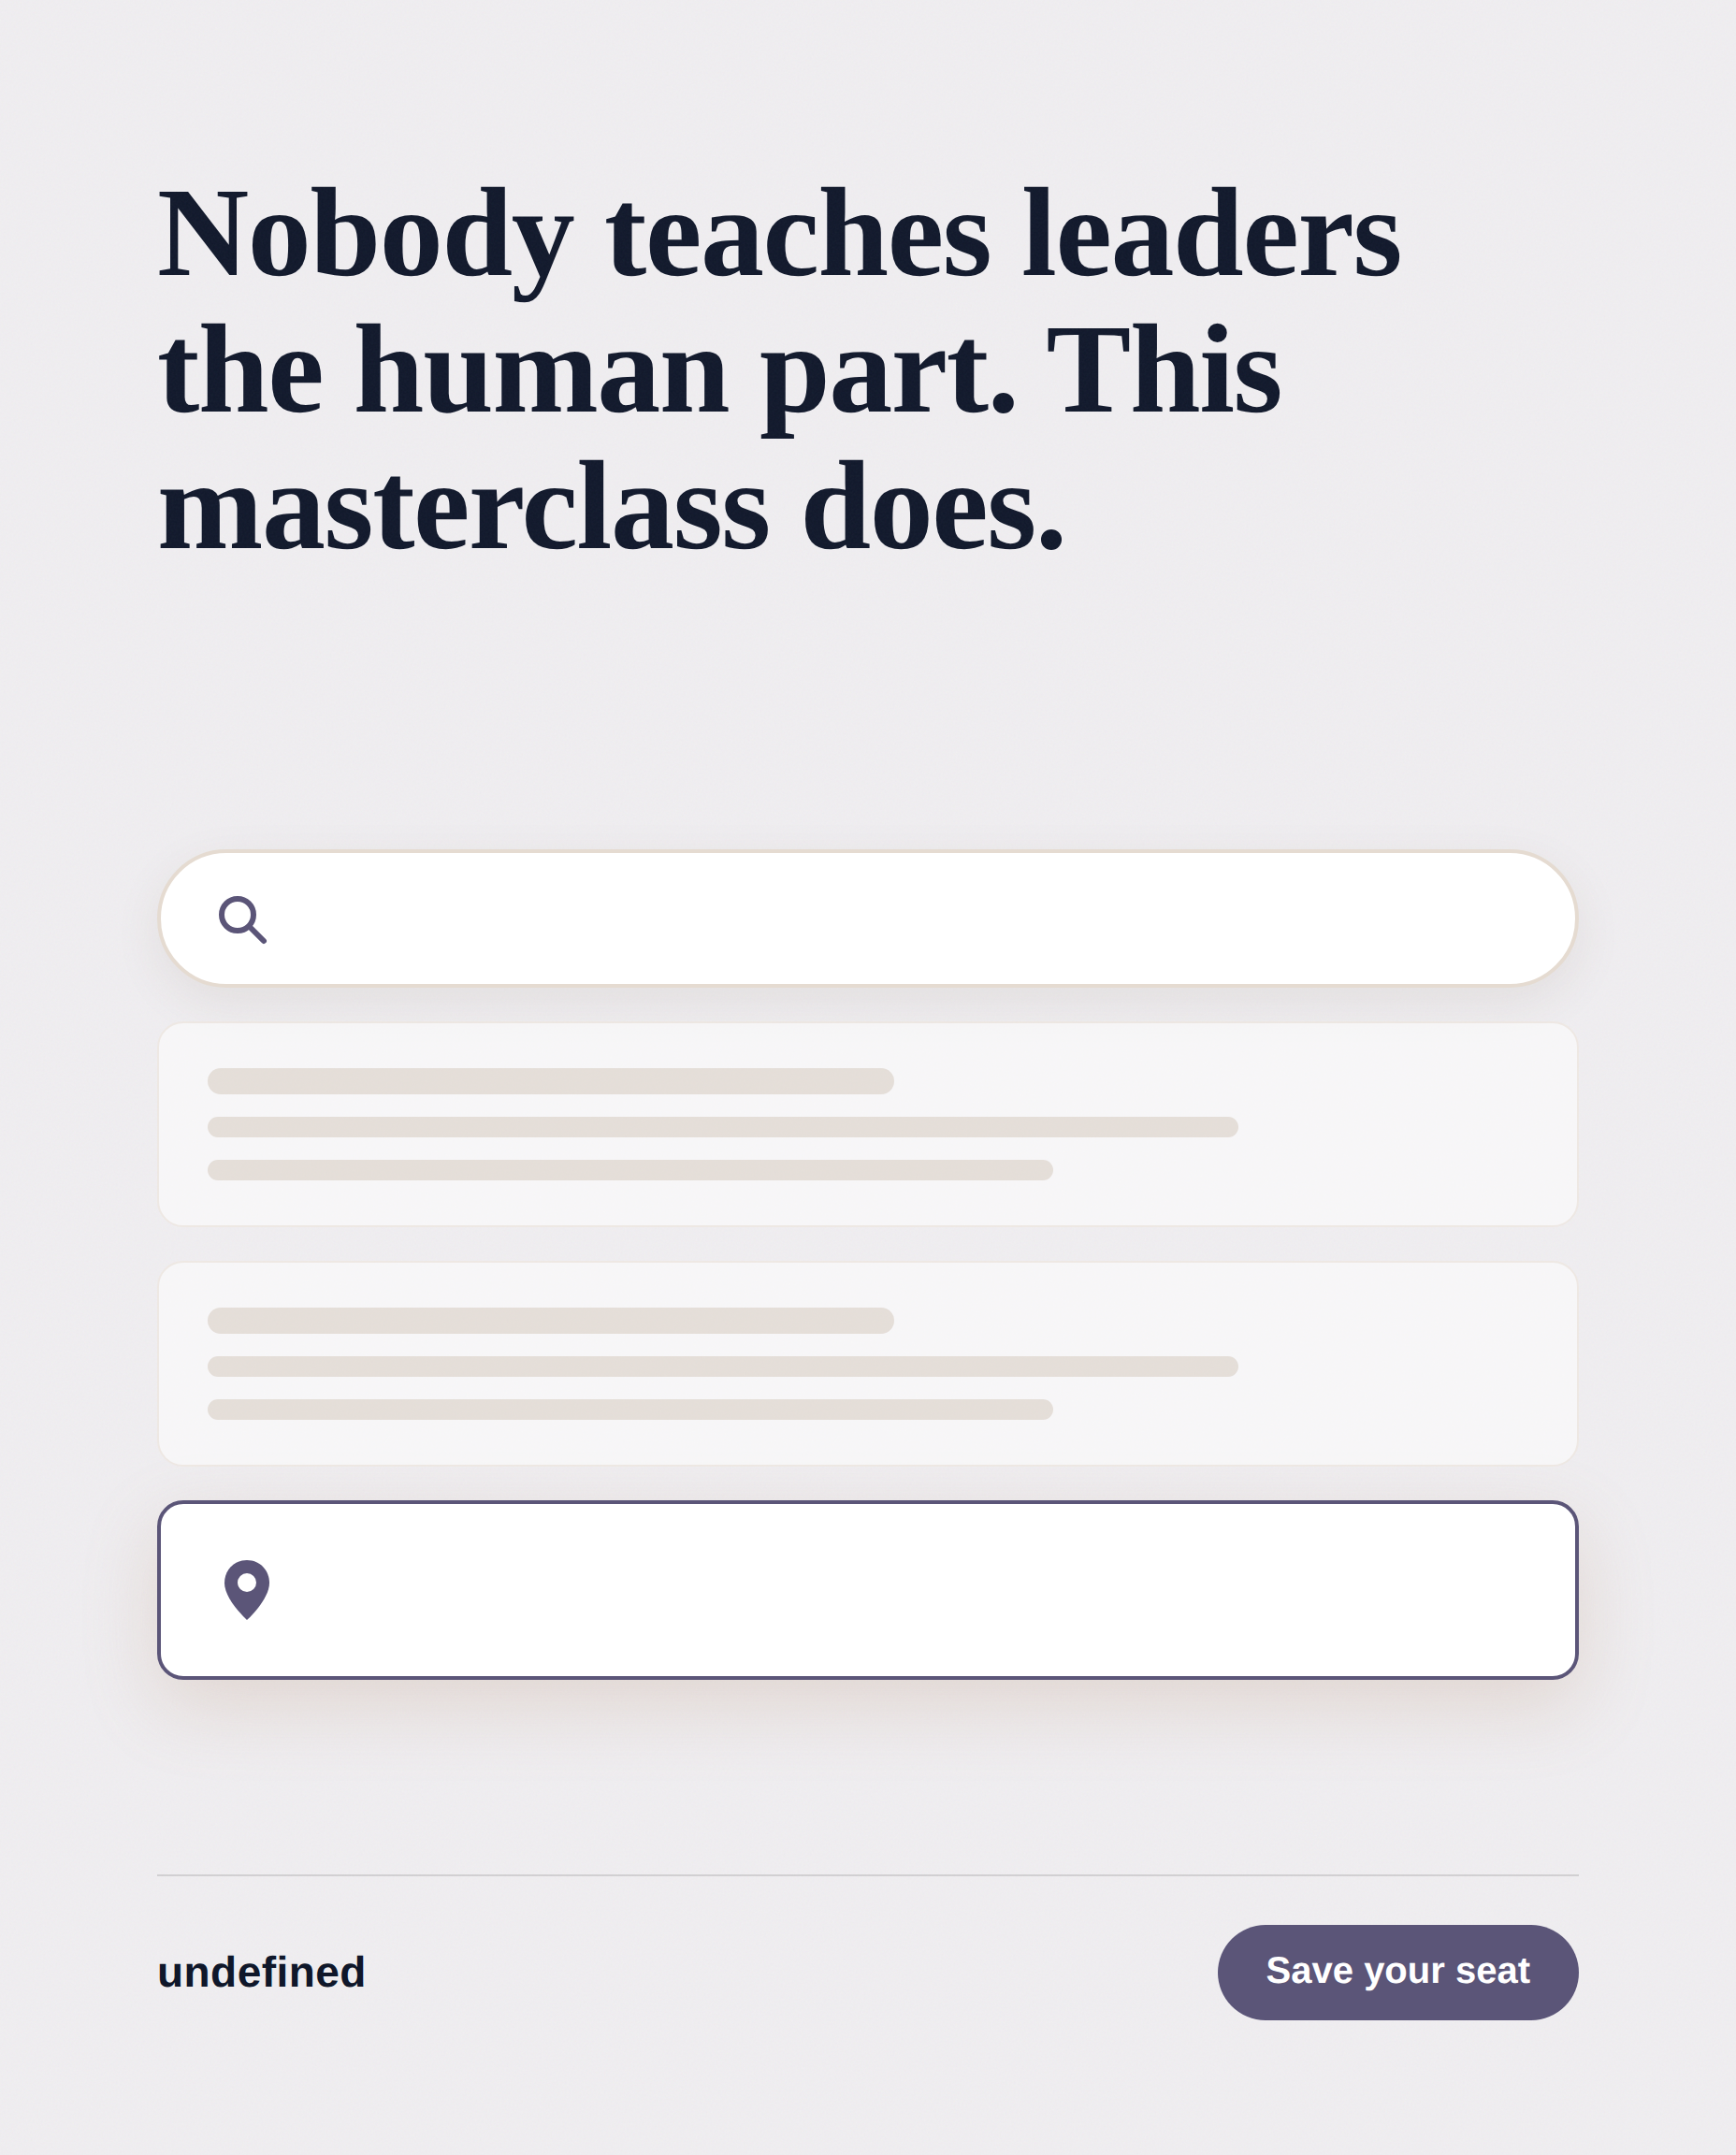 Nobody teaches leaders
the human part. This
masterclass does.
undefined
Save your seat